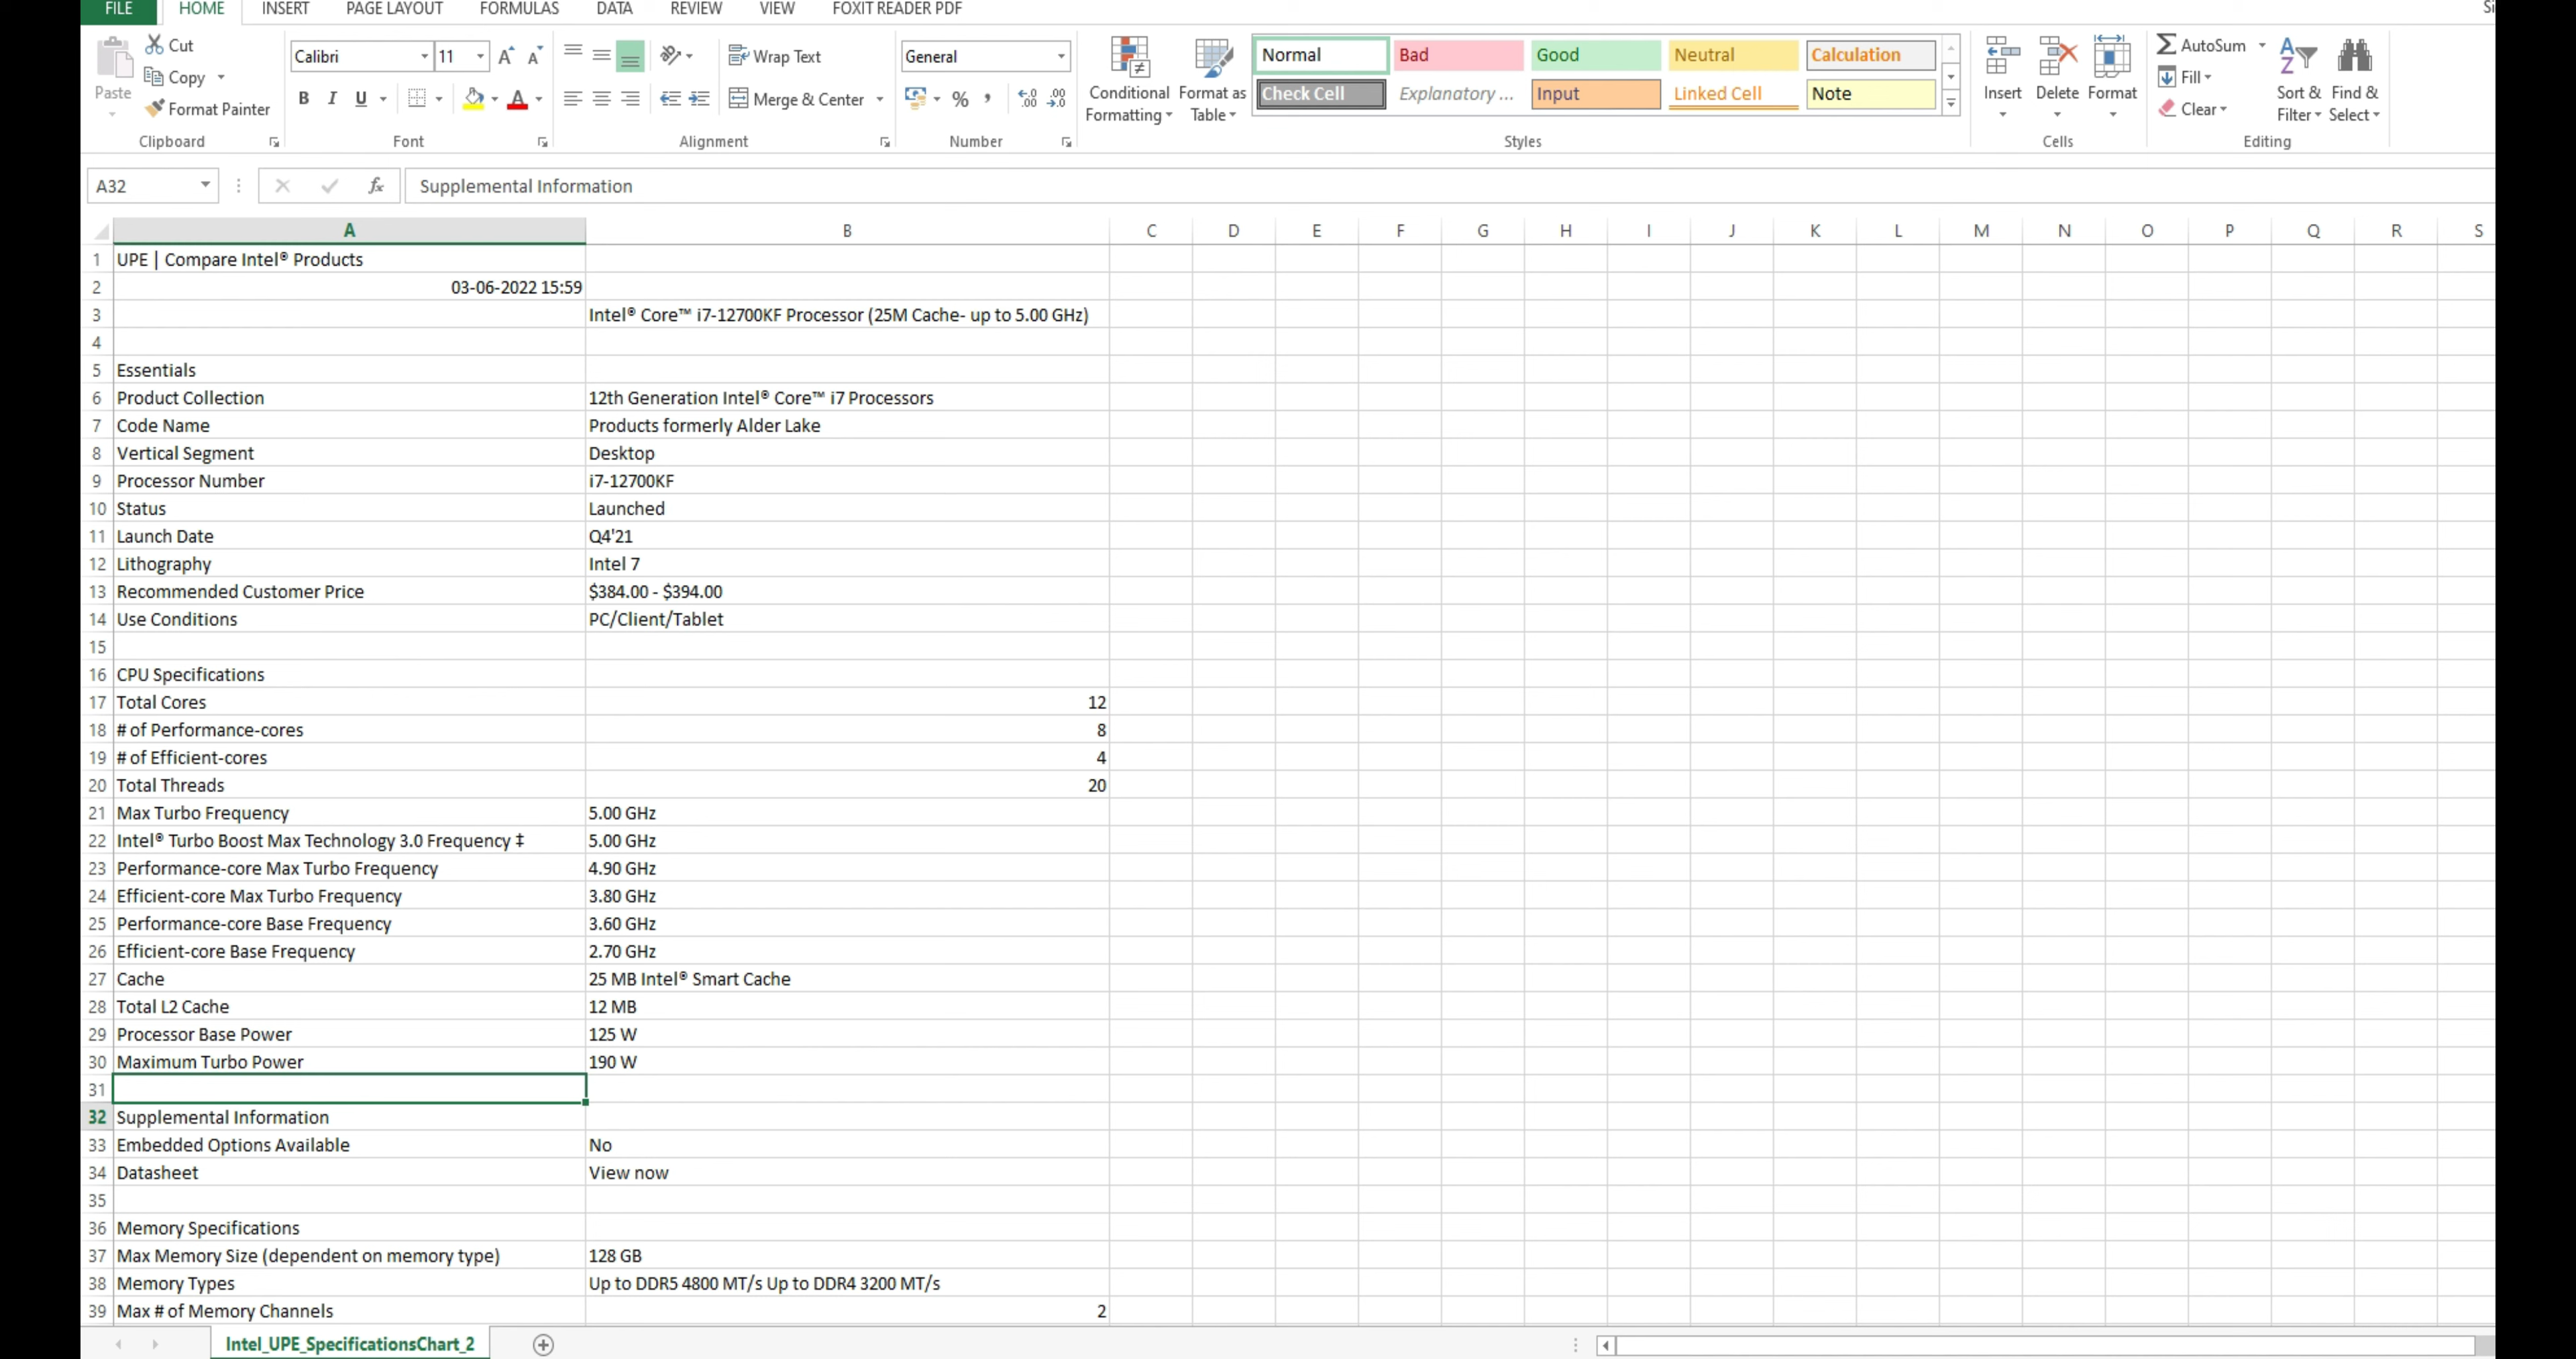 FILE HOME INSERT PAGE LAYOUT FORMULAS DATA REVIEW VIEW FOXIT READER PDF
Paste
Cut
Copy
Format Painter
Clipboard
Calibri 11 A A
B I U A
Font
Wrap Text
Merge & Center
Alignment
General
% , .00 .00
Number
Conditional Formatting
Format as Table
Normal Bad Good Neutral Calculation
Check Cell Explanatory ... Input Linked Cell Note
Styles
Insert Delete Format
Cells
AutoSum
Fill
Clear
Sort & Filter
Find & Select
Editing
A32 fx Supplemental Information
A B C D E F G H I J K L M N O P Q R S
1 UPE | Compare Intel® Products
2 03-06-2022 15:59
3 Intel® Core™ i7-12700KF Processor (25M Cache- up to 5.00 GHz)
4
5 Essentials
6 Product Collection 12th Generation Intel® Core™ i7 Processors
7 Code Name Products formerly Alder Lake
8 Vertical Segment Desktop
9 Processor Number i7-12700KF
10 Status Launched
11 Launch Date Q4'21
12 Lithography Intel 7
13 Recommended Customer Price $384.00 - $394.00
14 Use Conditions PC/Client/Tablet
15
16 CPU Specifications
17 Total Cores 12
18 # of Performance-cores 8
19 # of Efficient-cores 4
20 Total Threads 20
21 Max Turbo Frequency 5.00 GHz
22 Intel® Turbo Boost Max Technology 3.0 Frequency ‡ 5.00 GHz
23 Performance-core Max Turbo Frequency 4.90 GHz
24 Efficient-core Max Turbo Frequency 3.80 GHz
25 Performance-core Base Frequency 3.60 GHz
26 Efficient-core Base Frequency 2.70 GHz
27 Cache 25 MB Intel® Smart Cache
28 Total L2 Cache 12 MB
29 Processor Base Power 125 W
30 Maximum Turbo Power 190 W
31
32 Supplemental Information
33 Embedded Options Available No
34 Datasheet View now
35
36 Memory Specifications
37 Max Memory Size (dependent on memory type) 128 GB
38 Memory Types Up to DDR5 4800 MT/s Up to DDR4 3200 MT/s
39 Max # of Memory Channels 2
Intel_UPE_SpecificationsChart_2